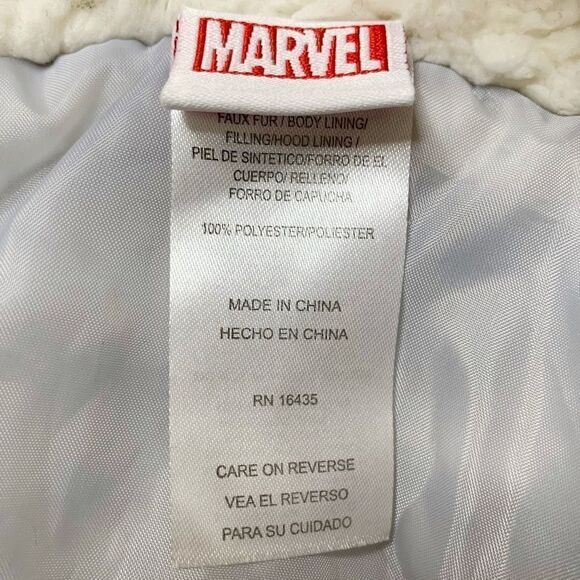 MARVEL
FAUX FUR / BODY LINING/
FILLING/HOOD LINING /
PIEL DE SINTETICO/FORRO DE EL
CUERPO/ RELLENO/
FORRO DE CAPUCHA
100% POLYESTER/POLIESTER
MADE IN CHINA
HECHO EN CHINA
RN 16435
CARE ON REVERSE
VEA EL REVERSO
PARA SU CUIDADO